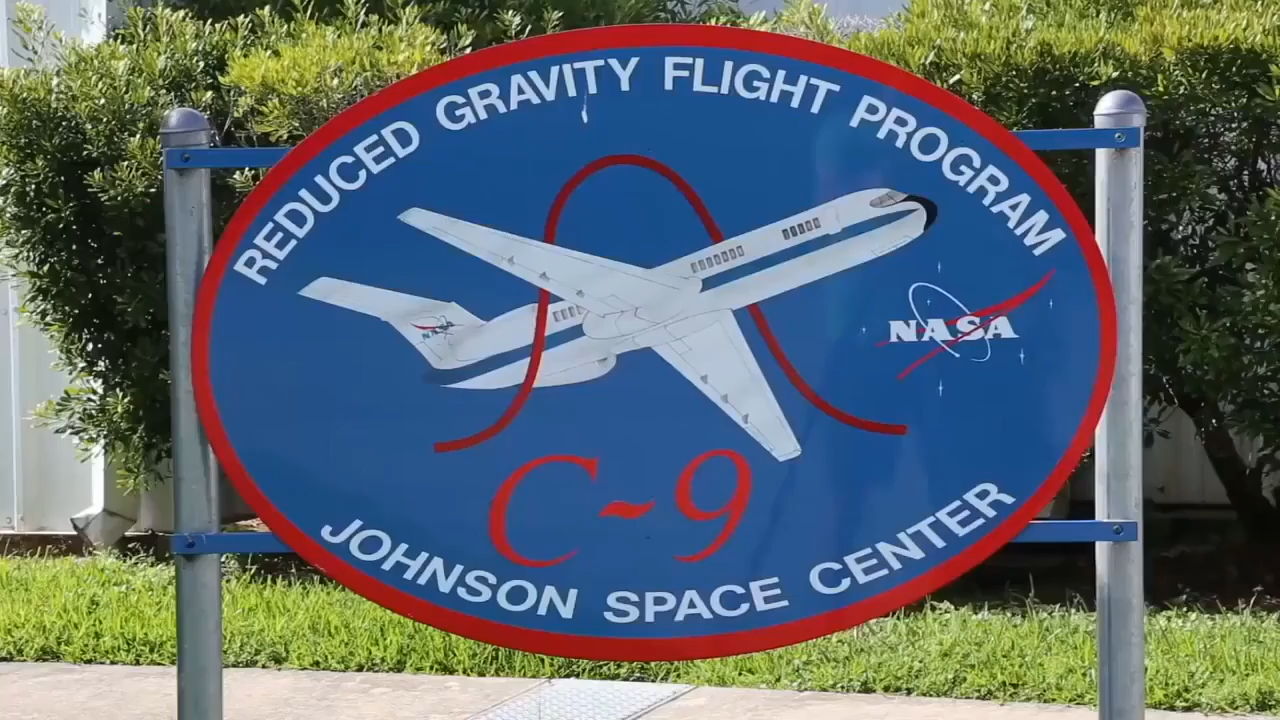 REDUCED GRAVITY FLIGHT PROGRAM
NASA
C-9
JOHNSON SPACE CENTER